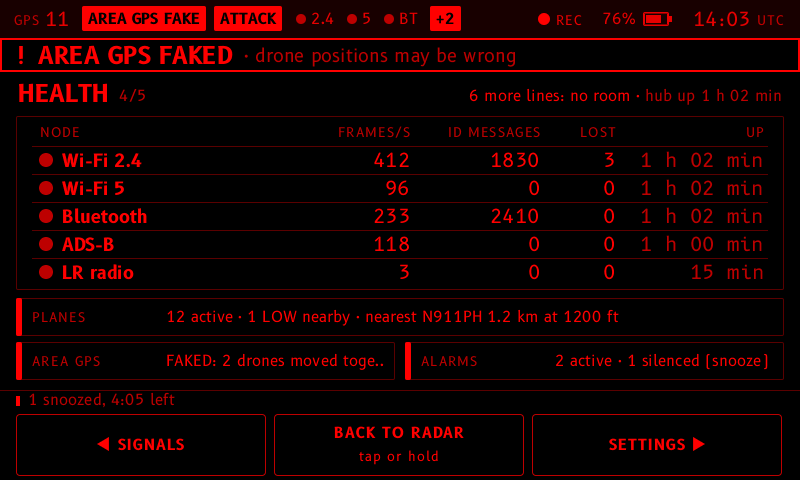 GPS 11 AREA GPS FAKE ATTACK 2.4 5 BT +2 REC 76% 14:03 UTC
! AREA GPS FAKED · drone positions may be wrong
HEALTH 4/5 6 more lines: no room · hub up 1 h 02 min
NODE FRAMES/S ID MESSAGES LOST UP
Wi-Fi 2.4 412 1830 3 1 h 02 min
Wi-Fi 5 96 0 0 1 h 02 min
Bluetooth 233 2410 0 1 h 02 min
ADS-B 118 0 0 1 h 00 min
LR radio 3 0 0 15 min
PLANES 12 active · 1 LOW nearby · nearest N911PH 1.2 km at 1200 ft
AREA GPS FAKED: 2 drones moved toge.. ALARMS 2 active · 1 silenced (snooze)
1 snoozed, 4:05 left
◀ SIGNALS BACK TO RADAR SETTINGS ▶
tap or hold